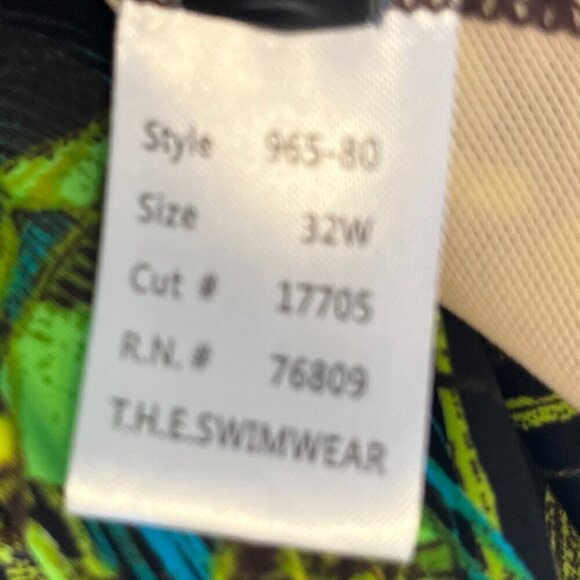 Style 965-80
Size 32W
Cut # 17705
R.N. # 76809
T.H.E.SWIMWEAR